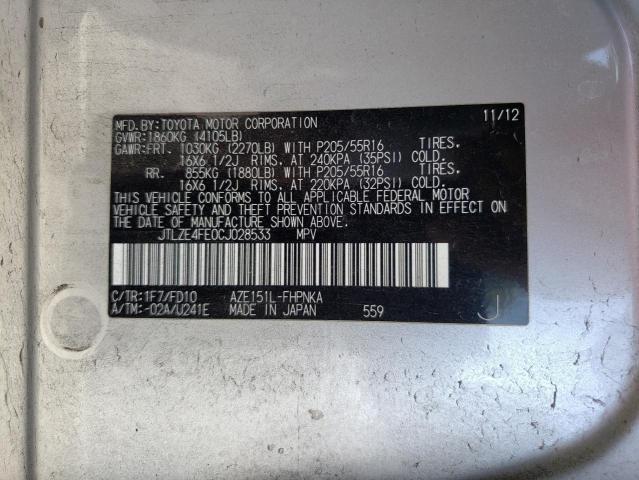 MFD. BY: TOYOTA MOTOR CORPORATION 11/12
GVWR: 1860KG (4105LB)
GAWR: FRT. 1030KG (2270LB) WITH P205/55R16 TIRES.
16X6 1/2J RIMS. AT 240KPA (35PSI) COLD.
RR. 855KG (1880LB) WITH P205/55R16 TIRES.
16X6 1/2J RIMS. AT 220KPA (32PSI) COLD.
THIS VEHICLE CONFORMS TO ALL APPLICABLE FEDERAL MOTOR
VEHICLE SAFETY AND THEFT PREVENTION STANDARDS IN EFFECT ON
THE DATE OF MANUFACTURE SHOWN ABOVE.
JTLZE4FE0CJ028533 MPV
C/TR: 1F7/FD10 AZE151L-FHPNKA
A/TM: -02A/U241E MADE IN JAPAN 559 J